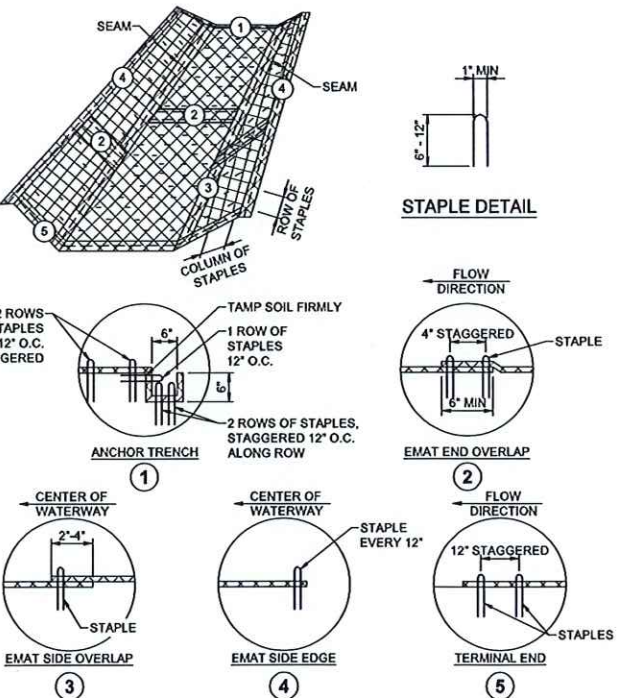 SEAM
1
4
SEAM
4
2
2
3
5
ROW OF
STAPLES
COLUMN OF
STAPLES
1" MIN
6" - 12"
STAPLE DETAIL
2 ROWS
TAPLES
12" O.C.
GGERED
6"
TAMP SOIL FIRMLY
1 ROW OF
STAPLES
12" O.C.
6"
2 ROWS OF STAPLES,
STAGGERED 12" O.C.
ALONG ROW
ANCHOR TRENCH
1
FLOW
DIRECTION
4" STAGGERED
STAPLE
6" MIN
EMAT END OVERLAP
2
CENTER OF
WATERWAY
2"-4"
STAPLE
EMAT SIDE OVERLAP
3
CENTER OF
WATERWAY
STAPLE
EVERY 12"
EMAT SIDE EDGE
4
FLOW
DIRECTION
12" STAGGERED
STAPLES
TERMINAL END
5